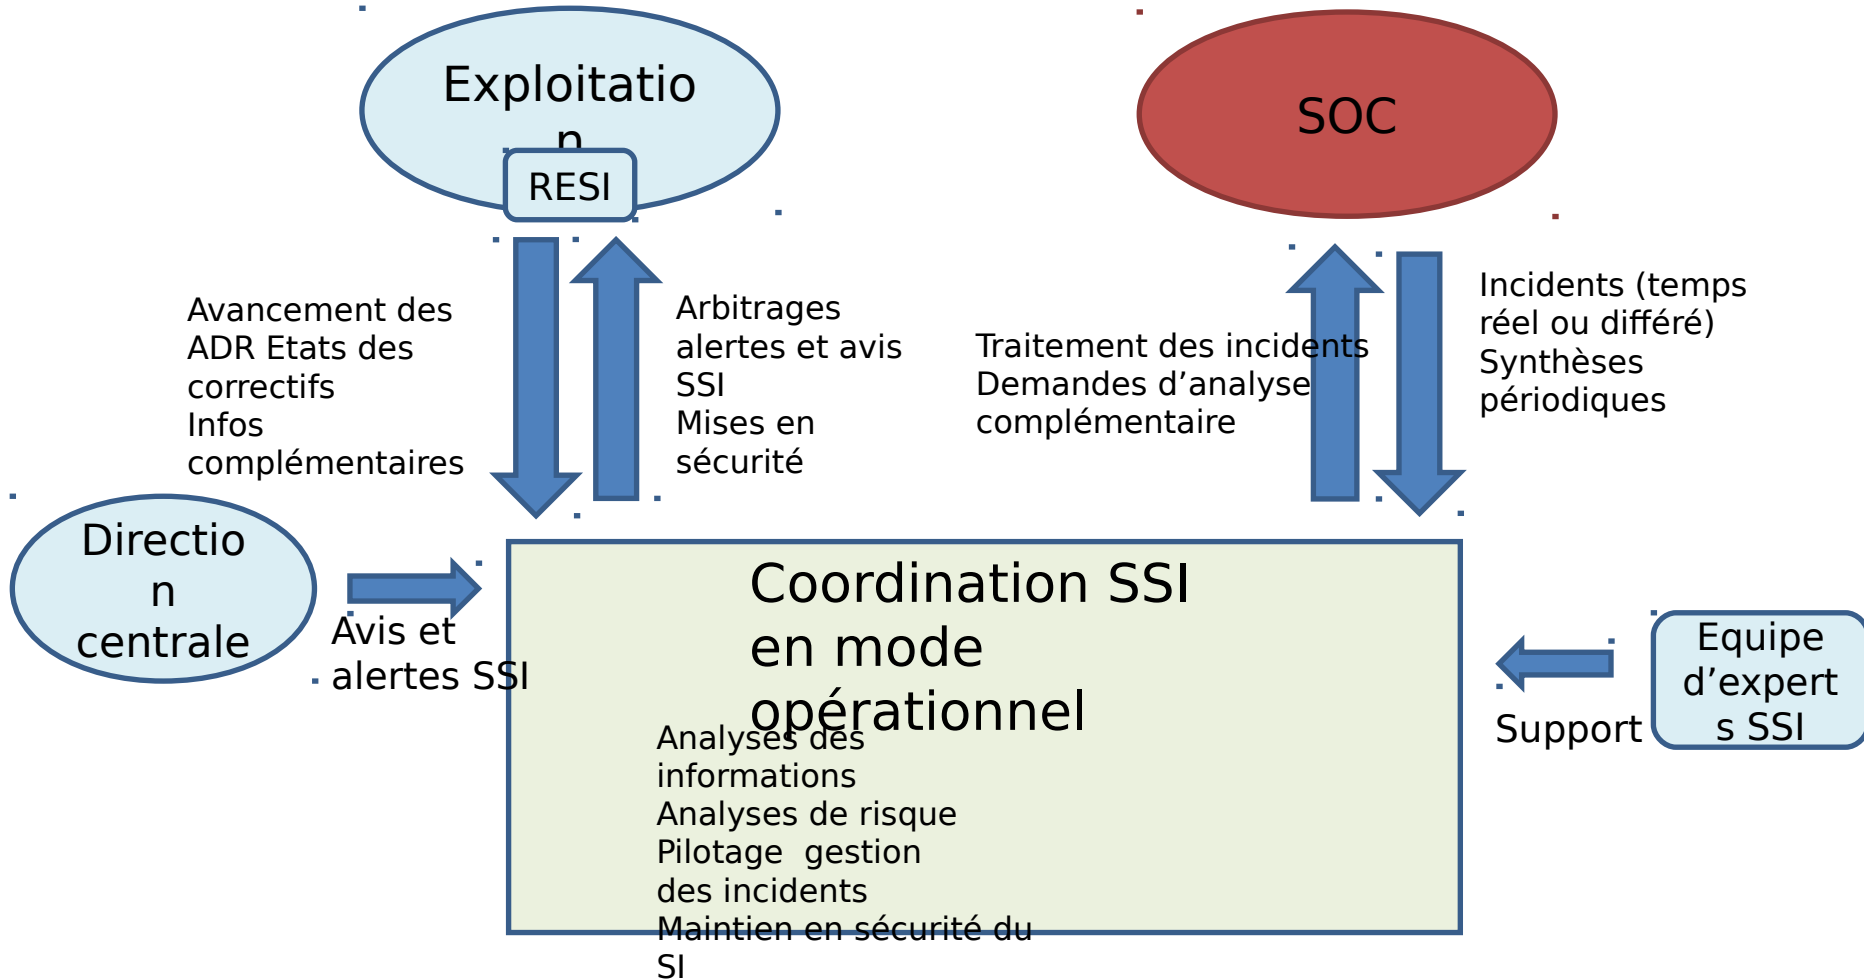 Exploitatio
n
RESI
SOC
Avancement des
ADR Etats des
correctifs
Infos
complémentaires
Arbitrages
alertes et avis
SSI
Mises en
sécurité
Traitement des incidents
Demandes d’analyse
complémentaire
Incidents (temps
réel ou différé)
Synthèses
périodiques
Directio
n
centrale
Avis et
alertes SSI
Coordination SSI
en mode
opérationnel
Analyses des
informations
Analyses de risque
Pilotage  gestion
des incidents
Maintien en sécurité du
SI
Support
Equipe
d’expert
s SSI